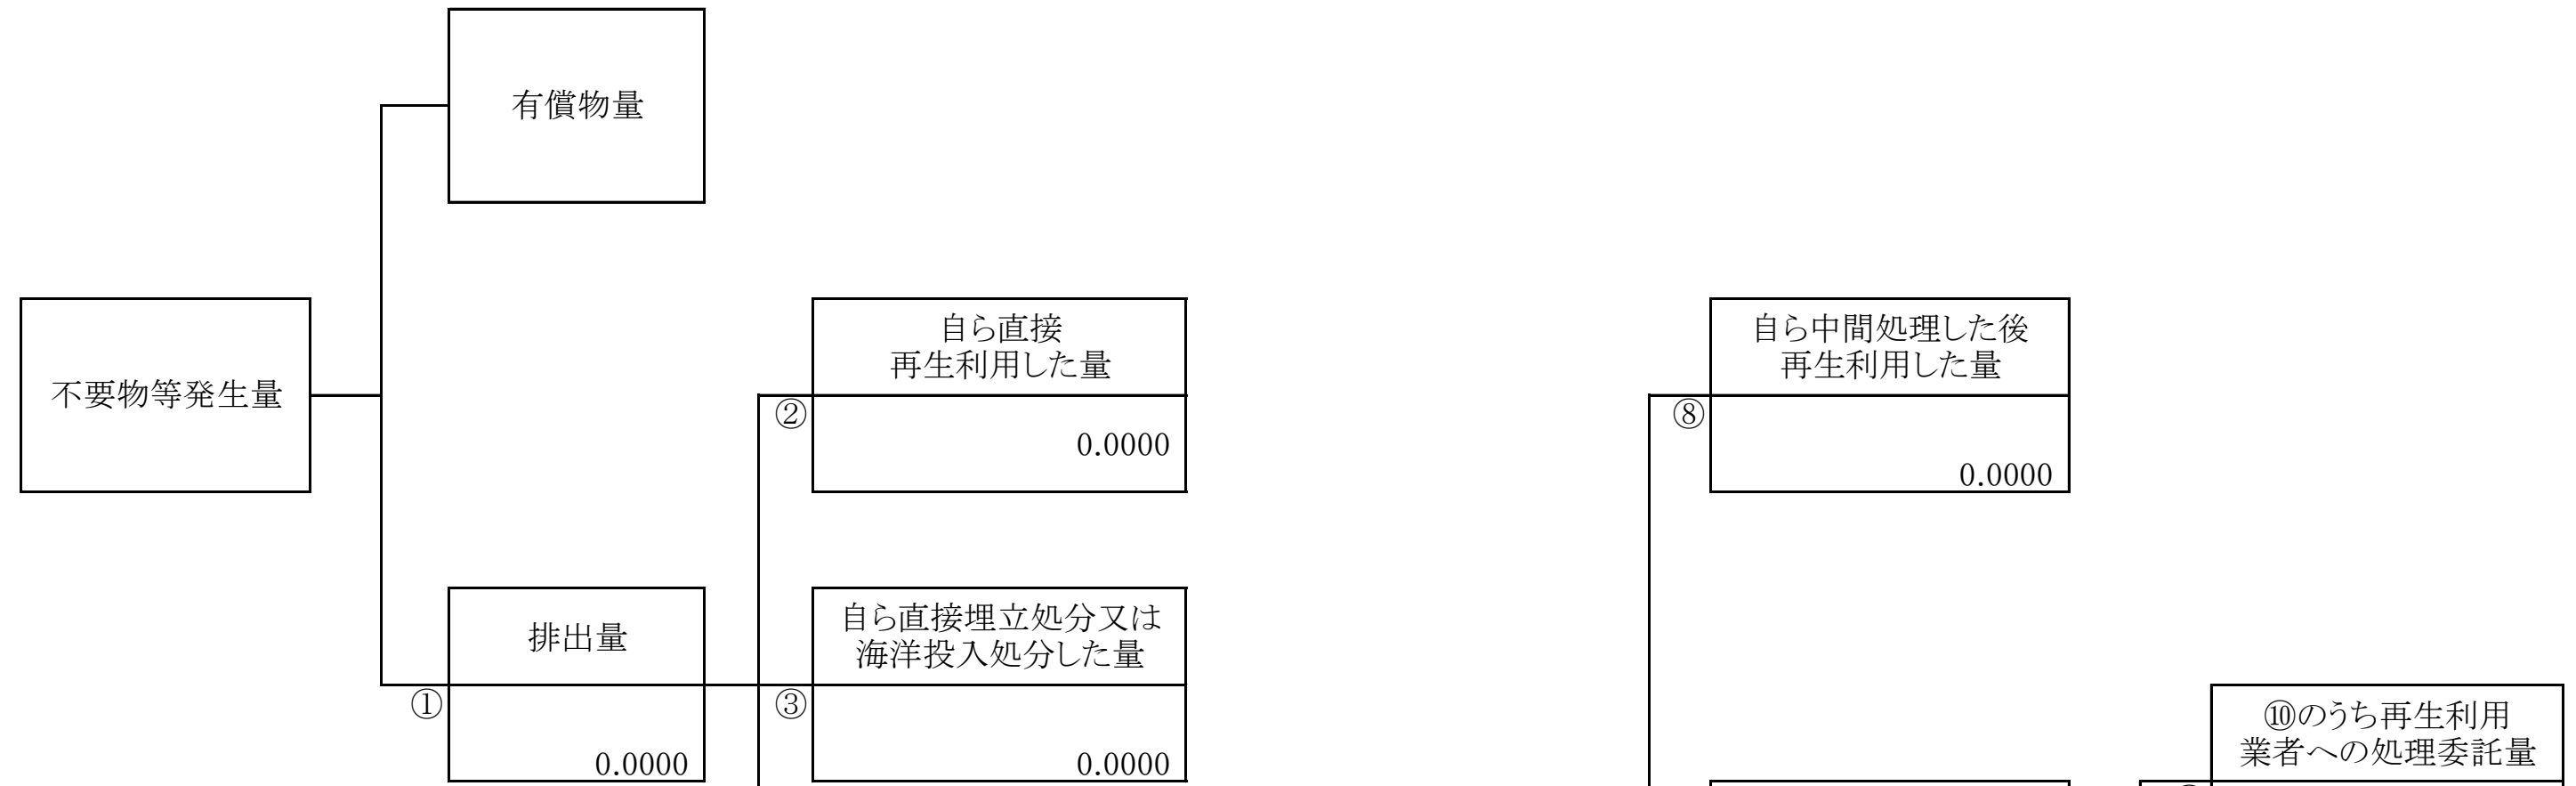 有償物量
不要物等発生量
自ら直接
再生利用した量
②
0.0000
自ら中間処理した後
再生利用した量
⑧
0.0000
排出量
①
0.0000
自ら直接埋立処分又は
海洋投入処分した量
③
0.0000
⑩のうち再生利用
業者への処理委託量